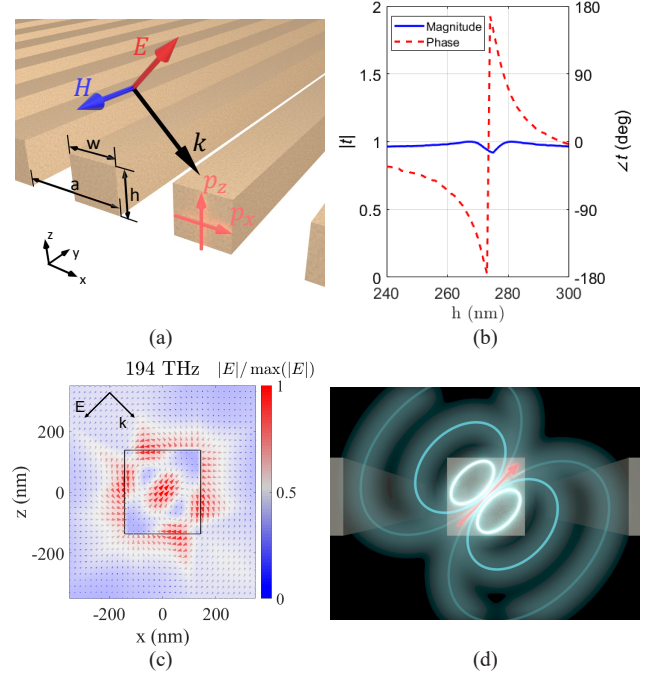 E
H
k
w
a
h
p_z
p_x
z
y
x
(a)
2
1.5
1
0.5
0
|t|
Magnitude
Phase
180
90
0
-90
-180
∠t (deg)
240
260
280
300
h (nm)
(b)
194 THz
|E|/ max(|E|)
E
k
200
0
-200
z (nm)
-200
0
200
x (nm)
1
0.5
0
(c)
(d)